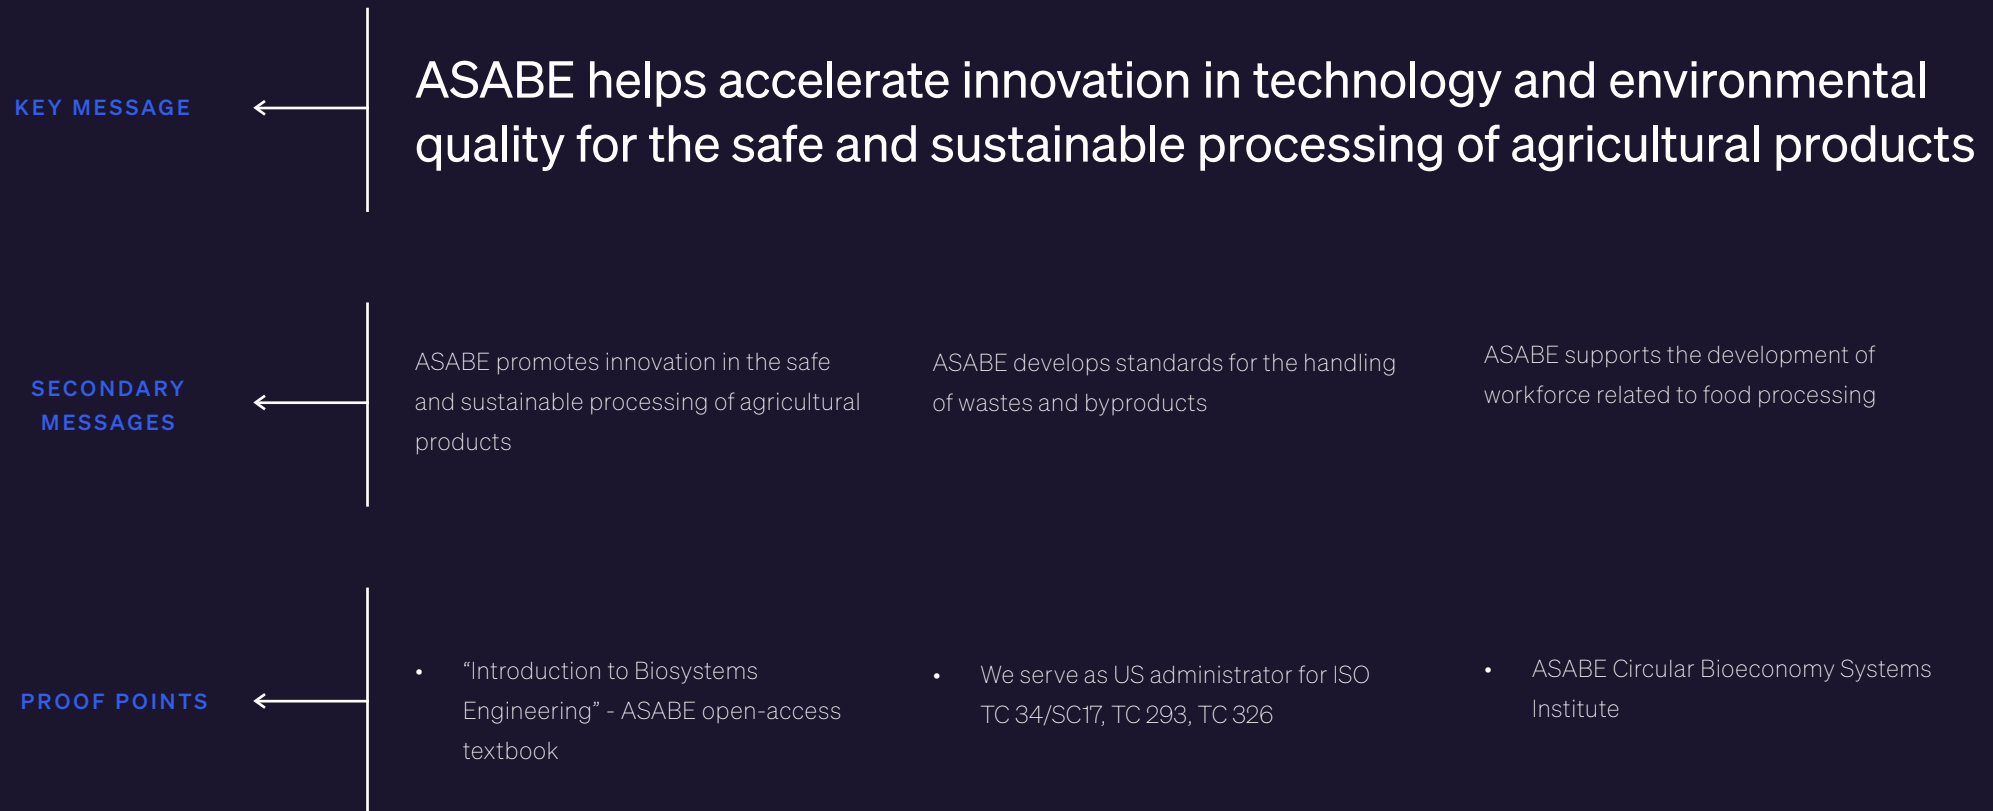 KEY MESSAGE
ASABE helps accelerate innovation in technology and environmental
quality for the safe and sustainable processing of agricultural products
SECONDARY
MESSAGES
ASABE promotes innovation in the safe
and sustainable processing of agricultural
products
ASABE develops standards for the handling
of wastes and byproducts
ASABE supports the development of
workforce related to food processing
PROOF POINTS
• “Introduction to Biosystems
Engineering” - ASABE open-access
textbook
• We serve as US administrator for ISO
TC 34/SC17, TC 293, TC 326
• ASABE Circular Bioeconomy Systems
Institute